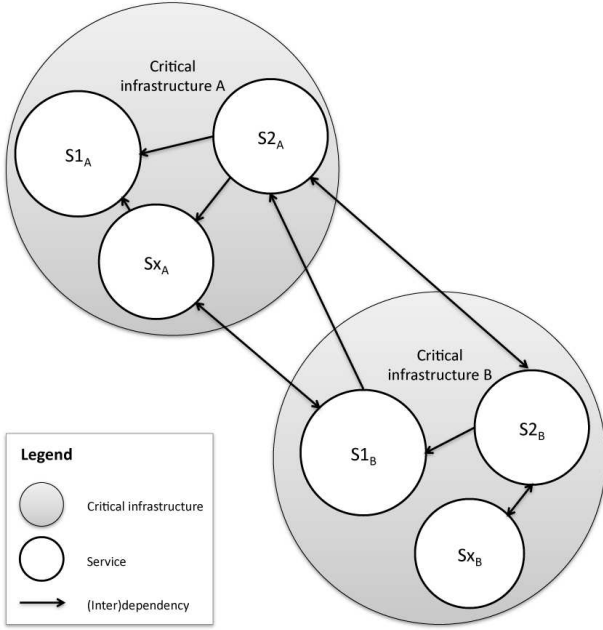 Critical
infrastructure A
S1A
S2A
SxA
Critical
infrastructure B
S1B
S2B
SxB
Legend
Critical infrastructure
Service
(Inter)dependency